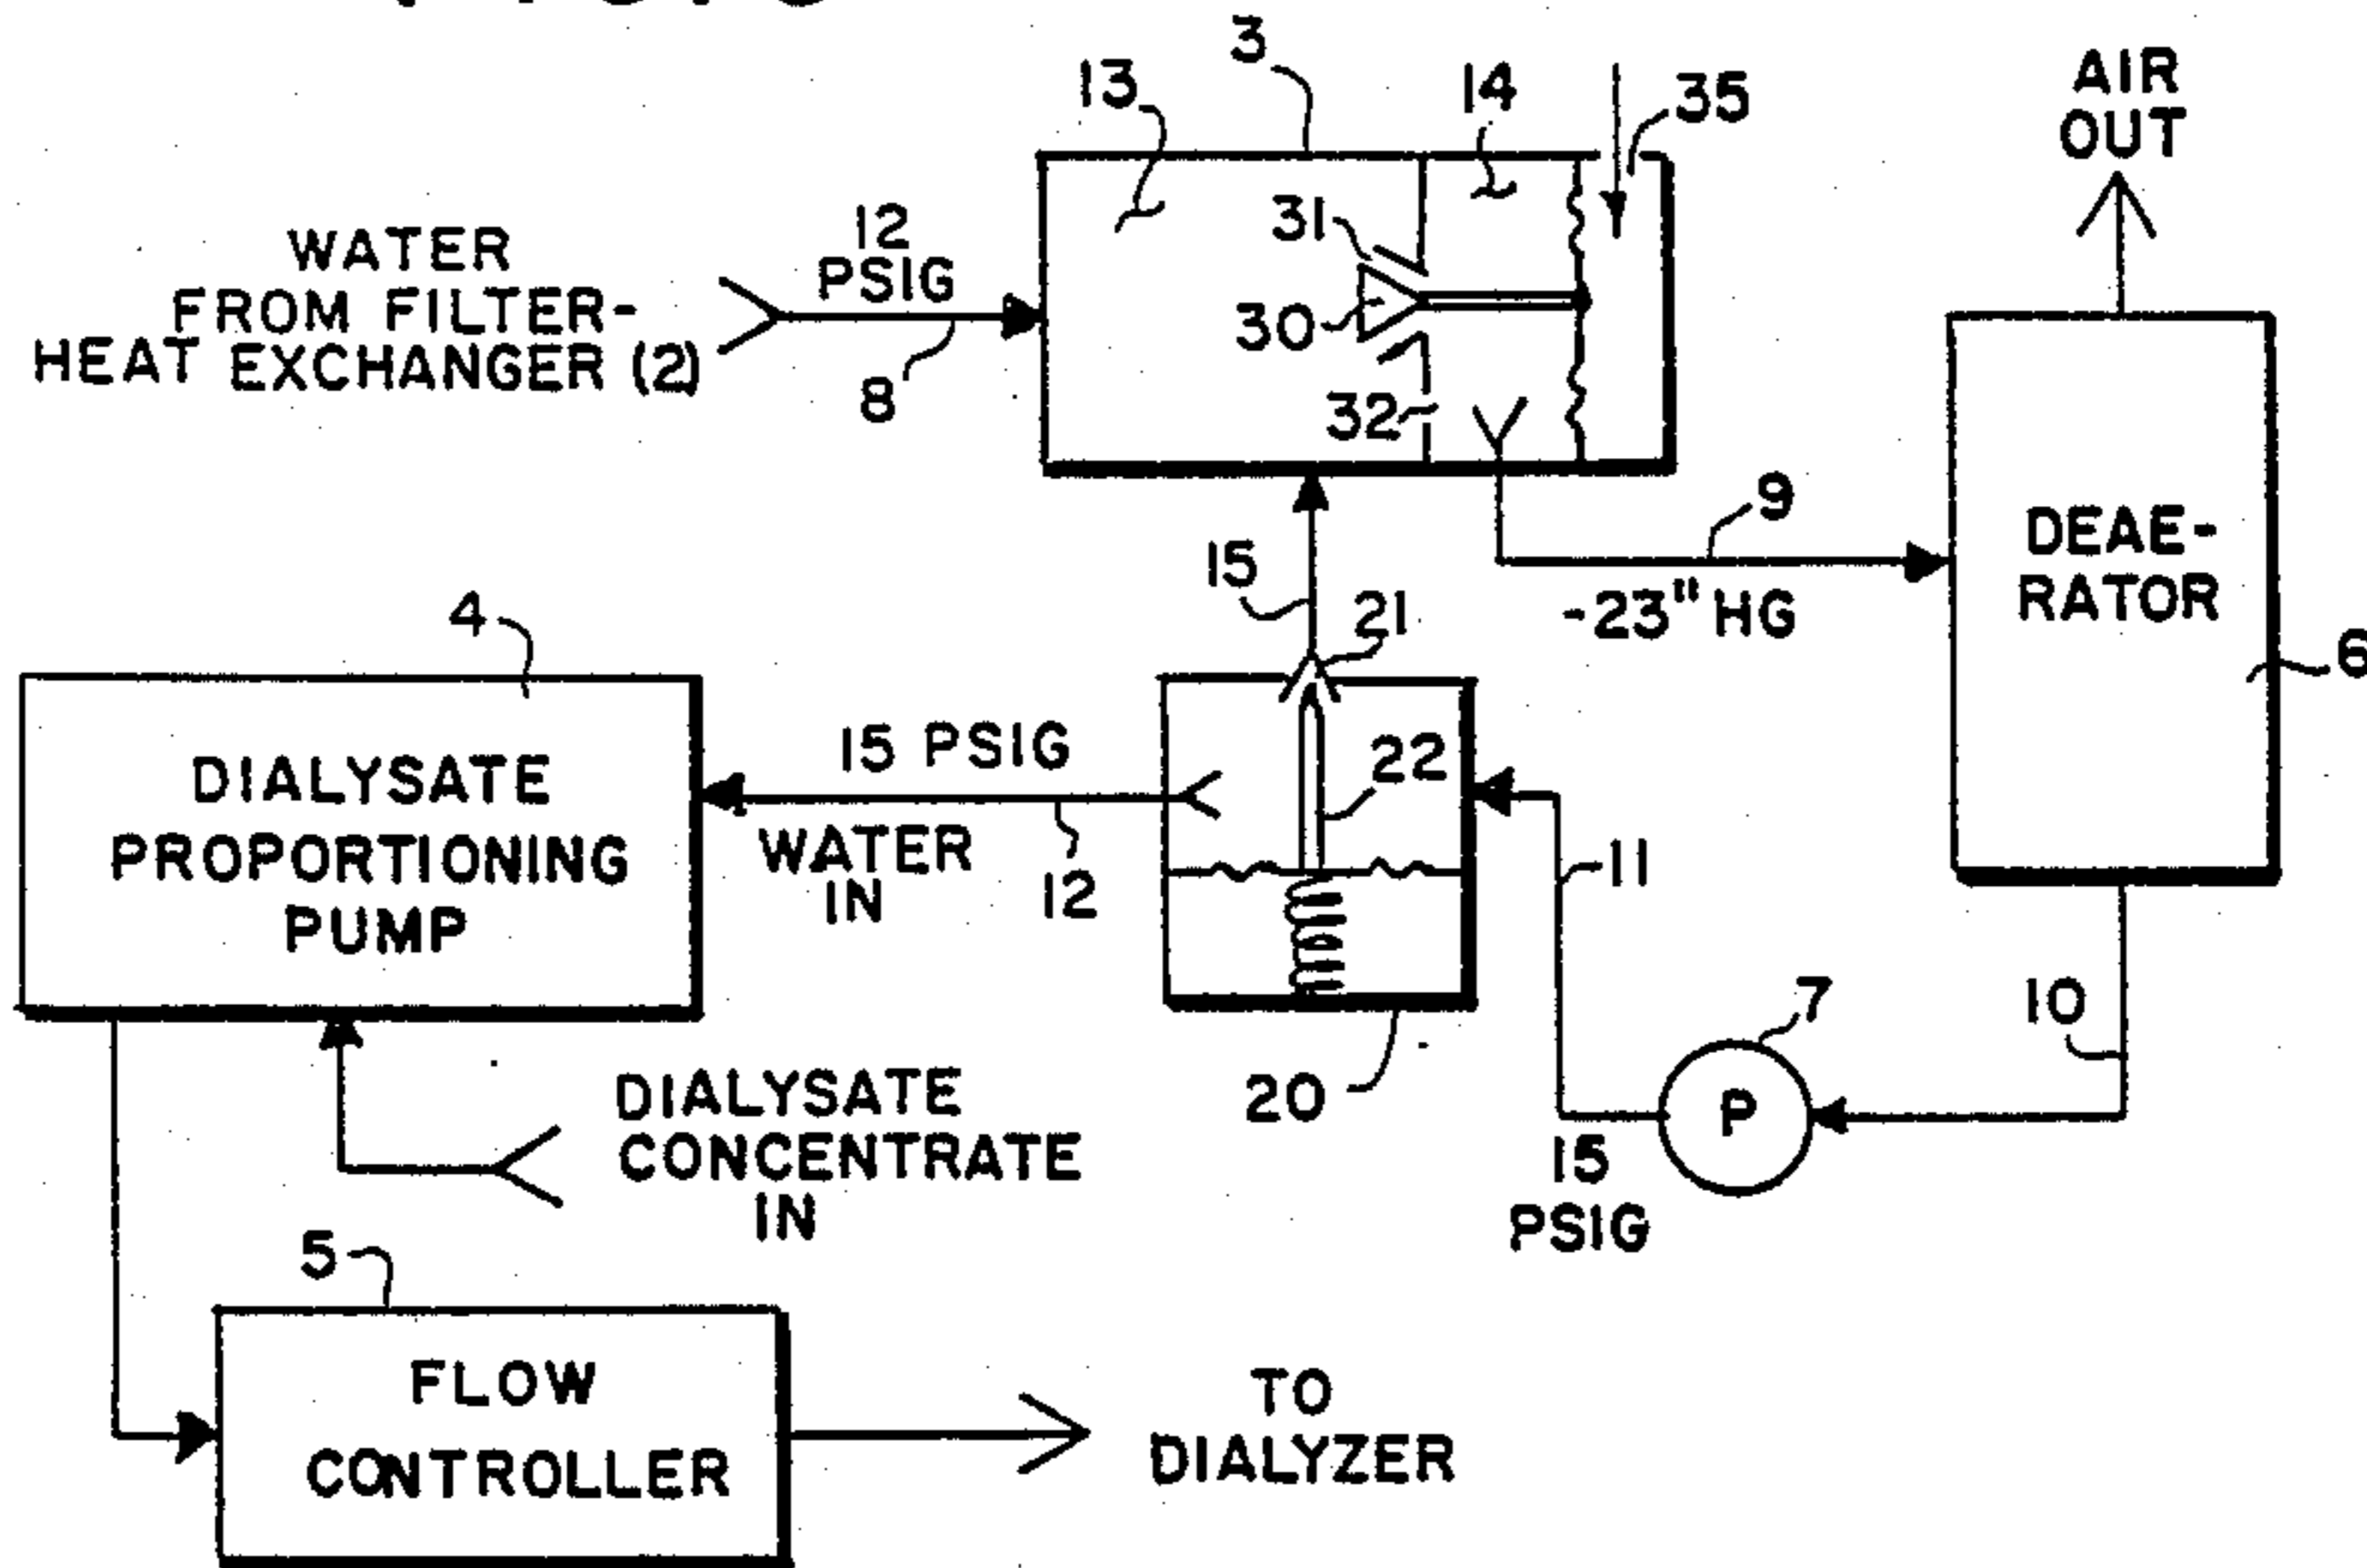 3
13
14
35
AIR
OUT
12
PSIG
31
WATER
FROM FILTER-
HEAT EXCHANGER (2)
30
8
32
9
DEAE-
RATOR
-23" HG
15
21
4
6
15 PSIG
22
DIALYSATE
PROPORTIONING
PUMP
WATER
IN
12
11
7
10
P
20
DIALYSATE
CONCENTRATE
IN
15
PSIG
5
FLOW
CONTROLLER
TO
DIALYZER